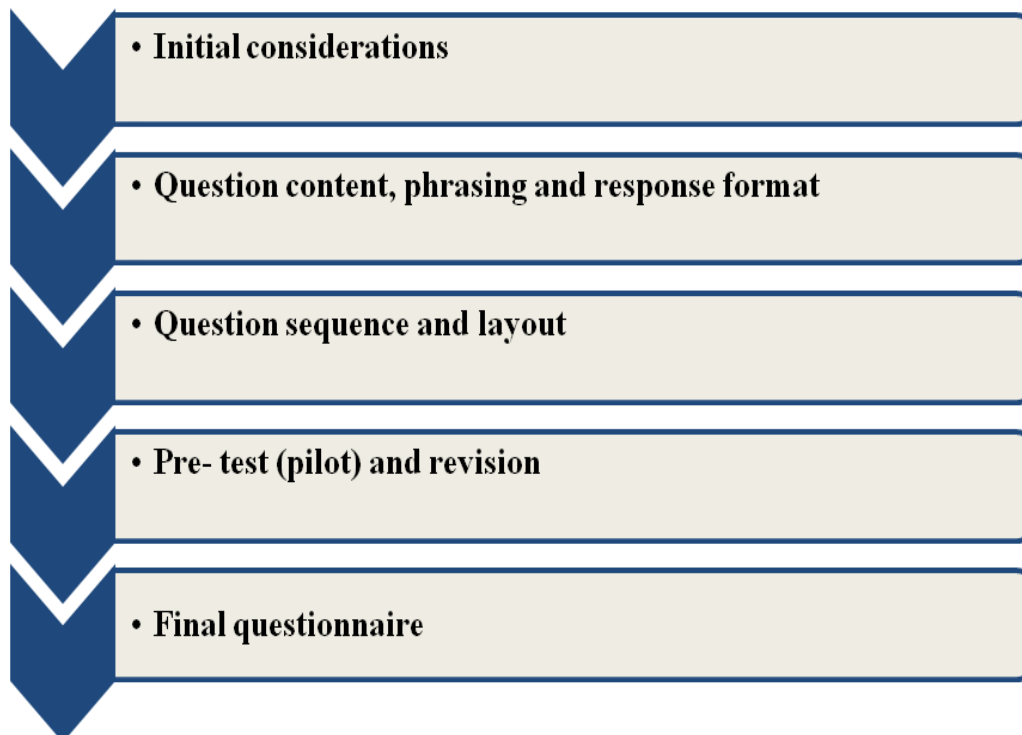 • Initial considerations
• Question content, phrasing and response format
• Question sequence and layout
• Pre- test (pilot) and revision
• Final questionnaire